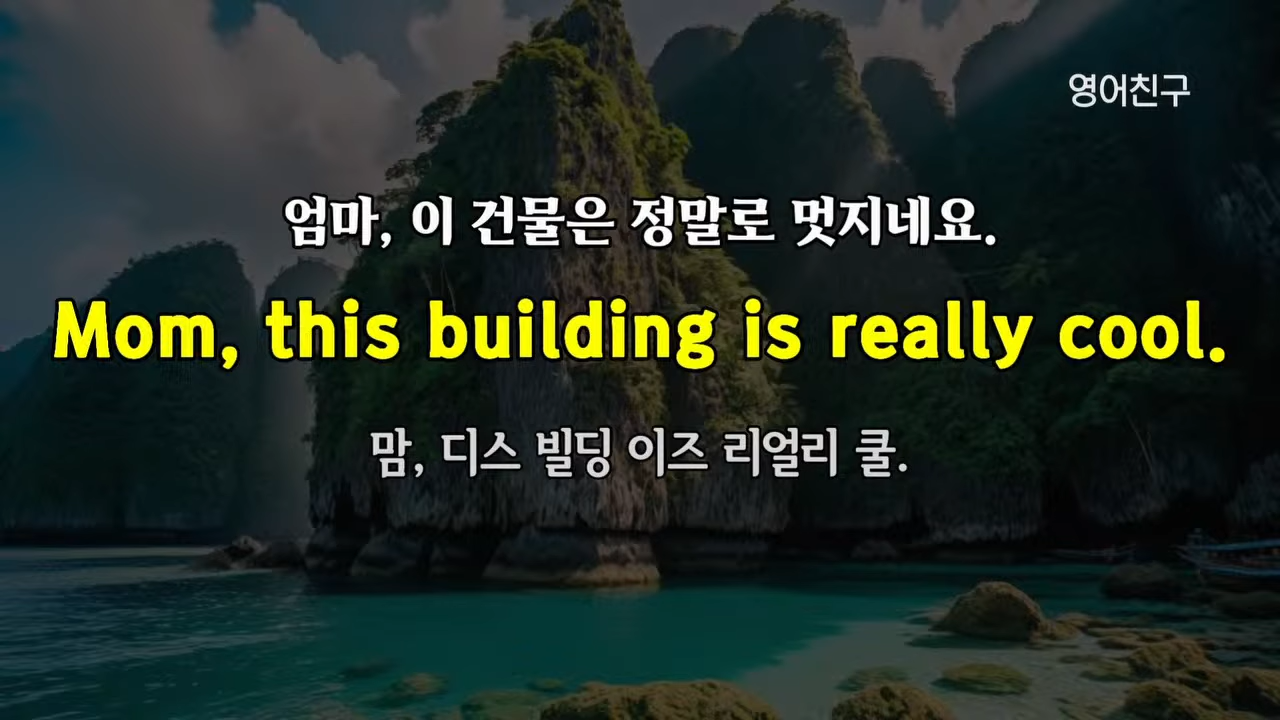 영어친구
엄마, 이 건물은 정말로 멋지네요.
Mom, this building is really cool.
맘, 디스 빌딩 이즈 리얼리 쿨.